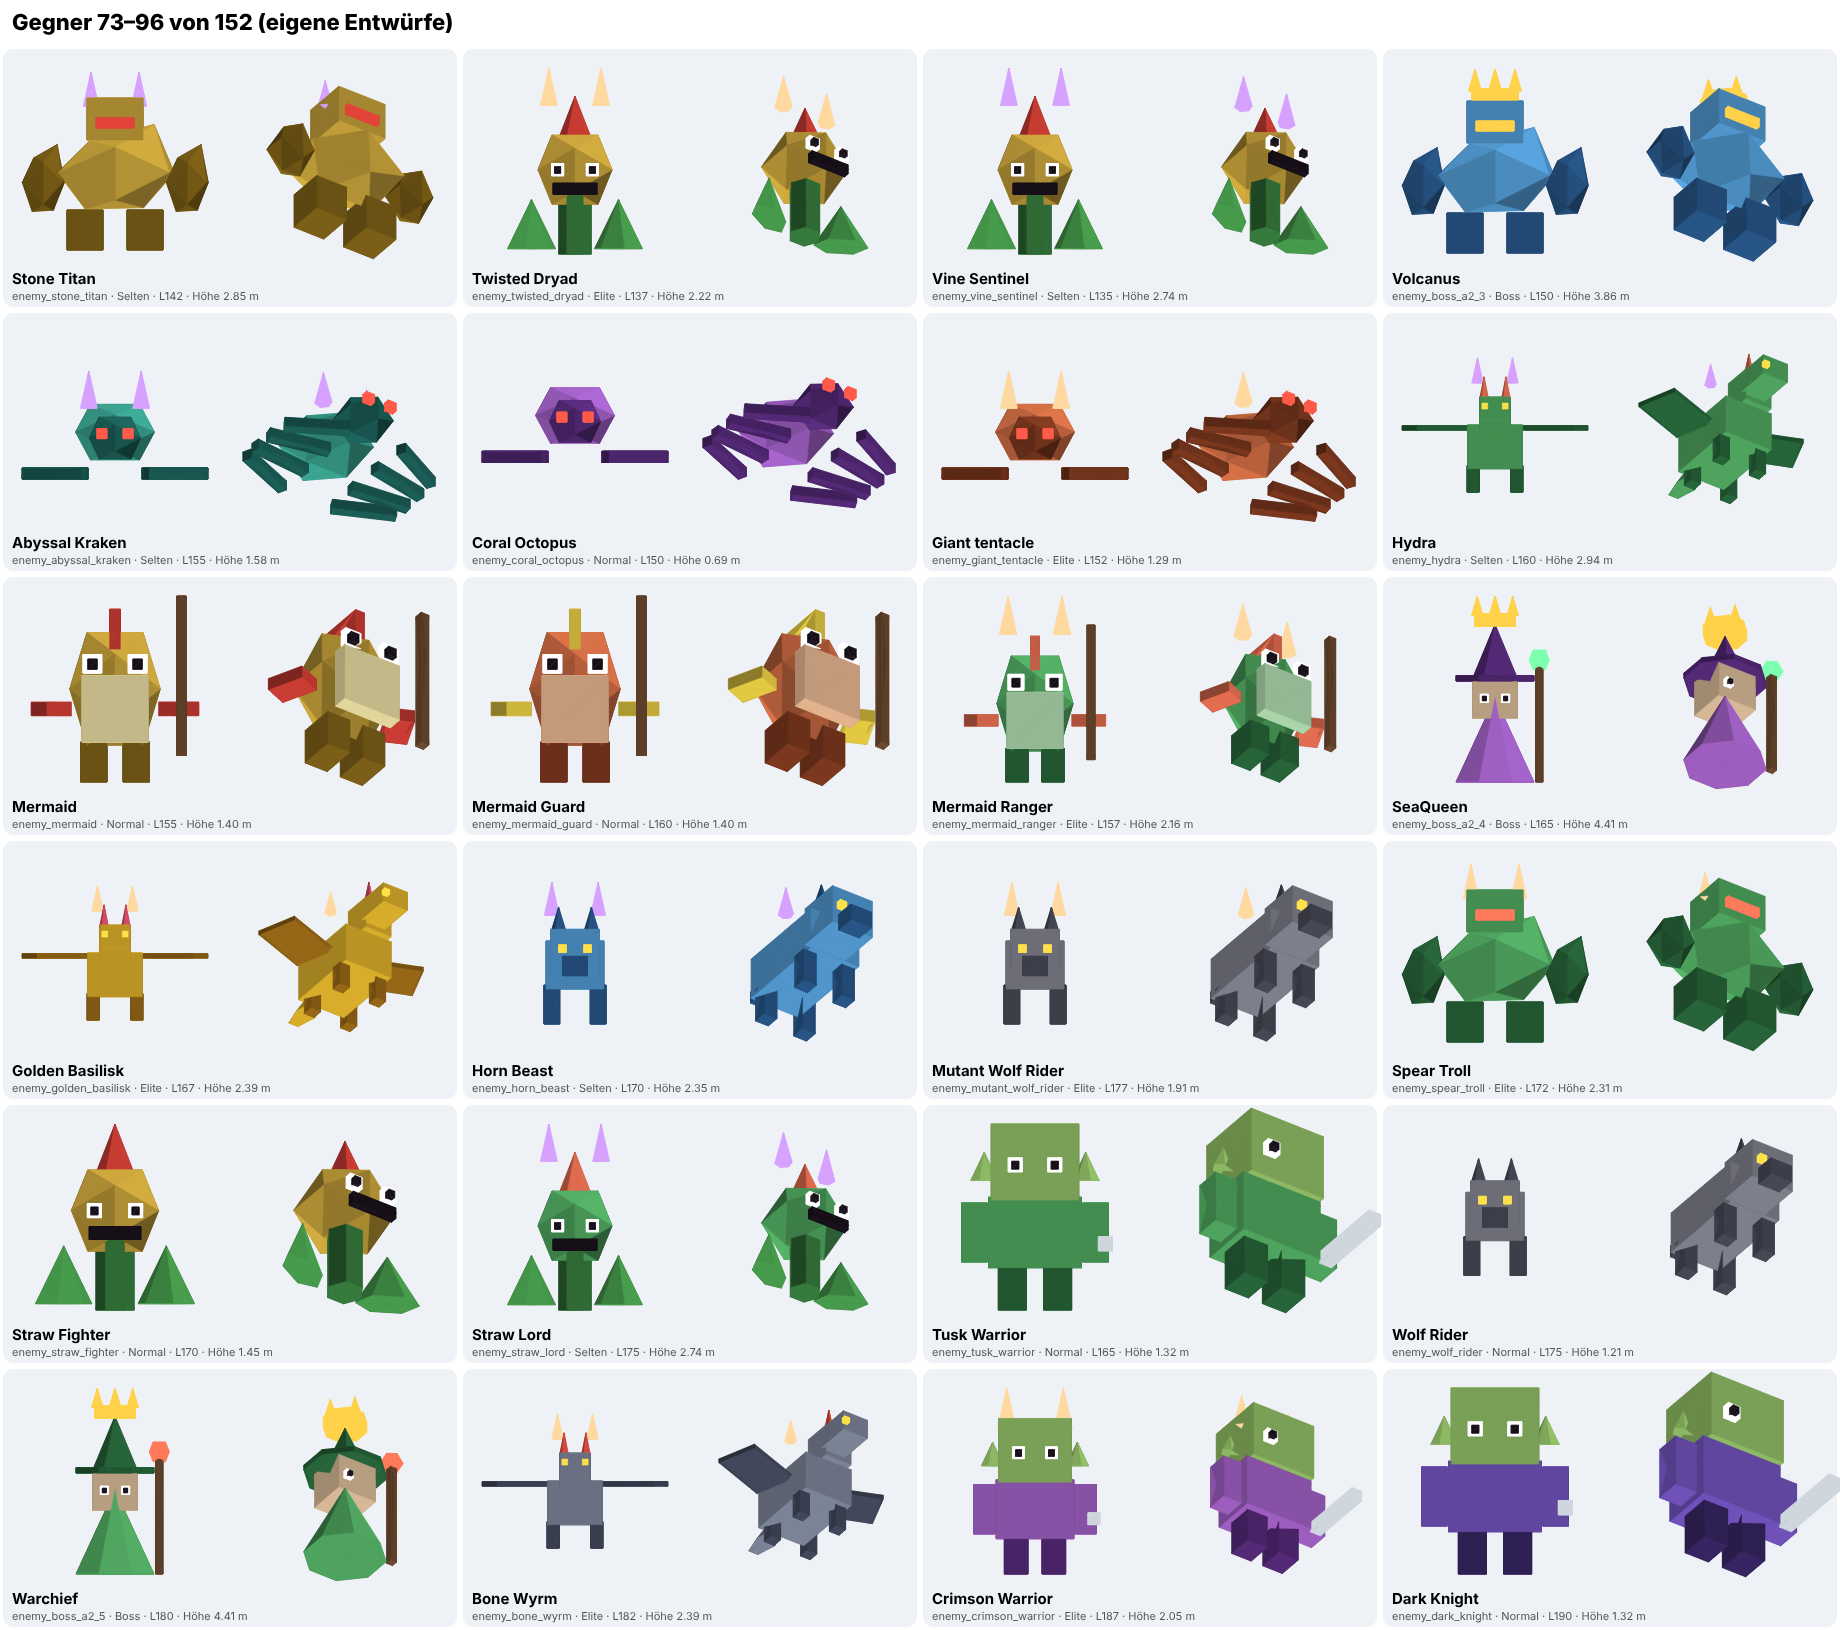 Gegner 73–96 von 152 (eigene Entwürfe)
Stone Titan
enemy_stone_titan · Selten · L142 · Höhe 2.85 m
Twisted Dryad
enemy_twisted_dryad · Elite · L137 · Höhe 2.22 m
Vine Sentinel
enemy_vine_sentinel · Selten · L135 · Höhe 2.74 m
Volcanus
enemy_boss_a2_3 · Boss · L150 · Höhe 3.86 m
Abyssal Kraken
enemy_abyssal_kraken · Selten · L155 · Höhe 1.58 m
Coral Octopus
enemy_coral_octopus · Normal · L150 · Höhe 0.69 m
Giant tentacle
enemy_giant_tentacle · Elite · L152 · Höhe 1.29 m
Hydra
enemy_hydra · Selten · L160 · Höhe 2.94 m
Mermaid
enemy_mermaid · Normal · L155 · Höhe 1.40 m
Mermaid Guard
enemy_mermaid_guard · Normal · L160 · Höhe 1.40 m
Mermaid Ranger
enemy_mermaid_ranger · Elite · L157 · Höhe 2.16 m
SeaQueen
enemy_boss_a2_4 · Boss · L165 · Höhe 4.41 m
Golden Basilisk
enemy_golden_basilisk · Elite · L167 · Höhe 2.39 m
Horn Beast
enemy_horn_beast · Selten · L170 · Höhe 2.35 m
Mutant Wolf Rider
enemy_mutant_wolf_rider · Elite · L177 · Höhe 1.91 m
Spear Troll
enemy_spear_troll · Elite · L172 · Höhe 2.31 m
Straw Fighter
enemy_straw_fighter · Normal · L170 · Höhe 1.45 m
Straw Lord
enemy_straw_lord · Selten · L175 · Höhe 2.74 m
Tusk Warrior
enemy_tusk_warrior · Normal · L165 · Höhe 1.32 m
Wolf Rider
enemy_wolf_rider · Normal · L175 · Höhe 1.21 m
Warchief
enemy_boss_a2_5 · Boss · L180 · Höhe 4.41 m
Bone Wyrm
enemy_bone_wyrm · Elite · L182 · Höhe 2.39 m
Crimson Warrior
enemy_crimson_warrior · Elite · L187 · Höhe 2.05 m
Dark Knight
enemy_dark_knight · Normal · L190 · Höhe 1.32 m